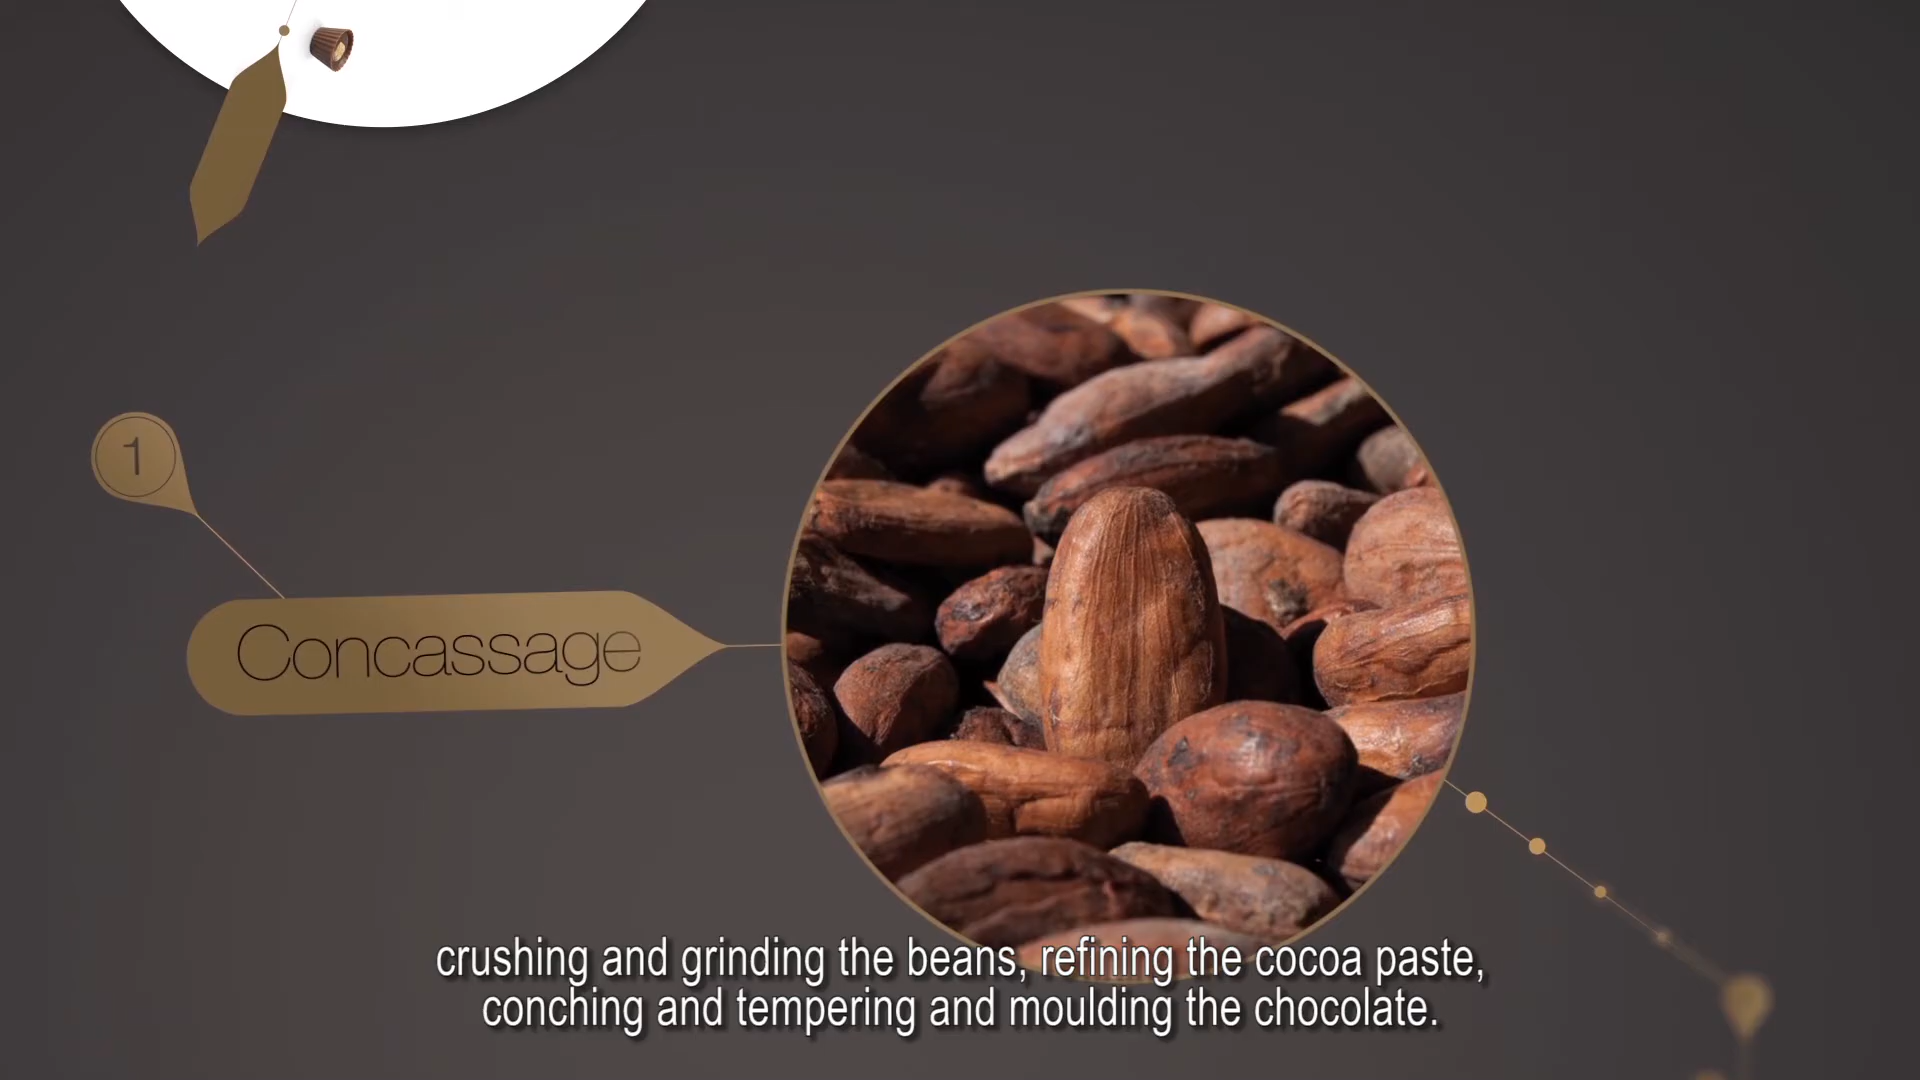 1
Concassage
crushing and grinding the beans, refining the cocoa paste,
conching and tempering and moulding the chocolate.